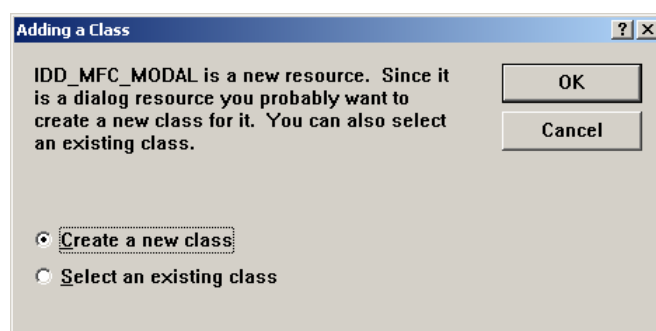 Adding a Class
IDD_MFC_MODAL is a new resource.  Since it
is a dialog resource you probably want to
create a new class for it.  You can also select
an existing class.
OK
Cancel
Create a new class
Select an existing class